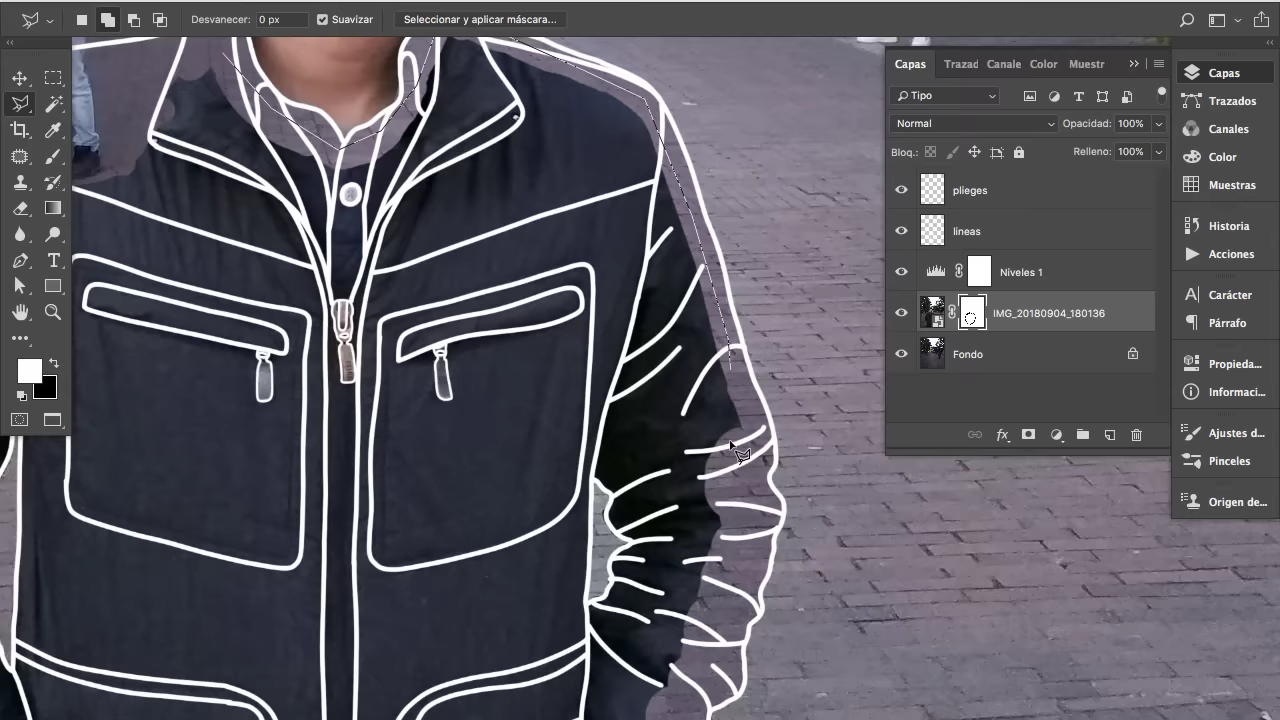 Desvanecer: 0 px Suavizar Seleccionar y aplicar máscara...
Capas Trazad Canale Color Muestr
Tipo
Normal Opacidad: 100%
Bloq.: Relleno: 100%
plieges
lineas
Niveles 1
IMG_20180904_180136
Fondo
fx
Capas
Trazados
Canales
Color
Muestras
Historia
Acciones
Carácter
Párrafo
Propieda...
Informaci...
Ajustes d...
Pinceles
Origen de...